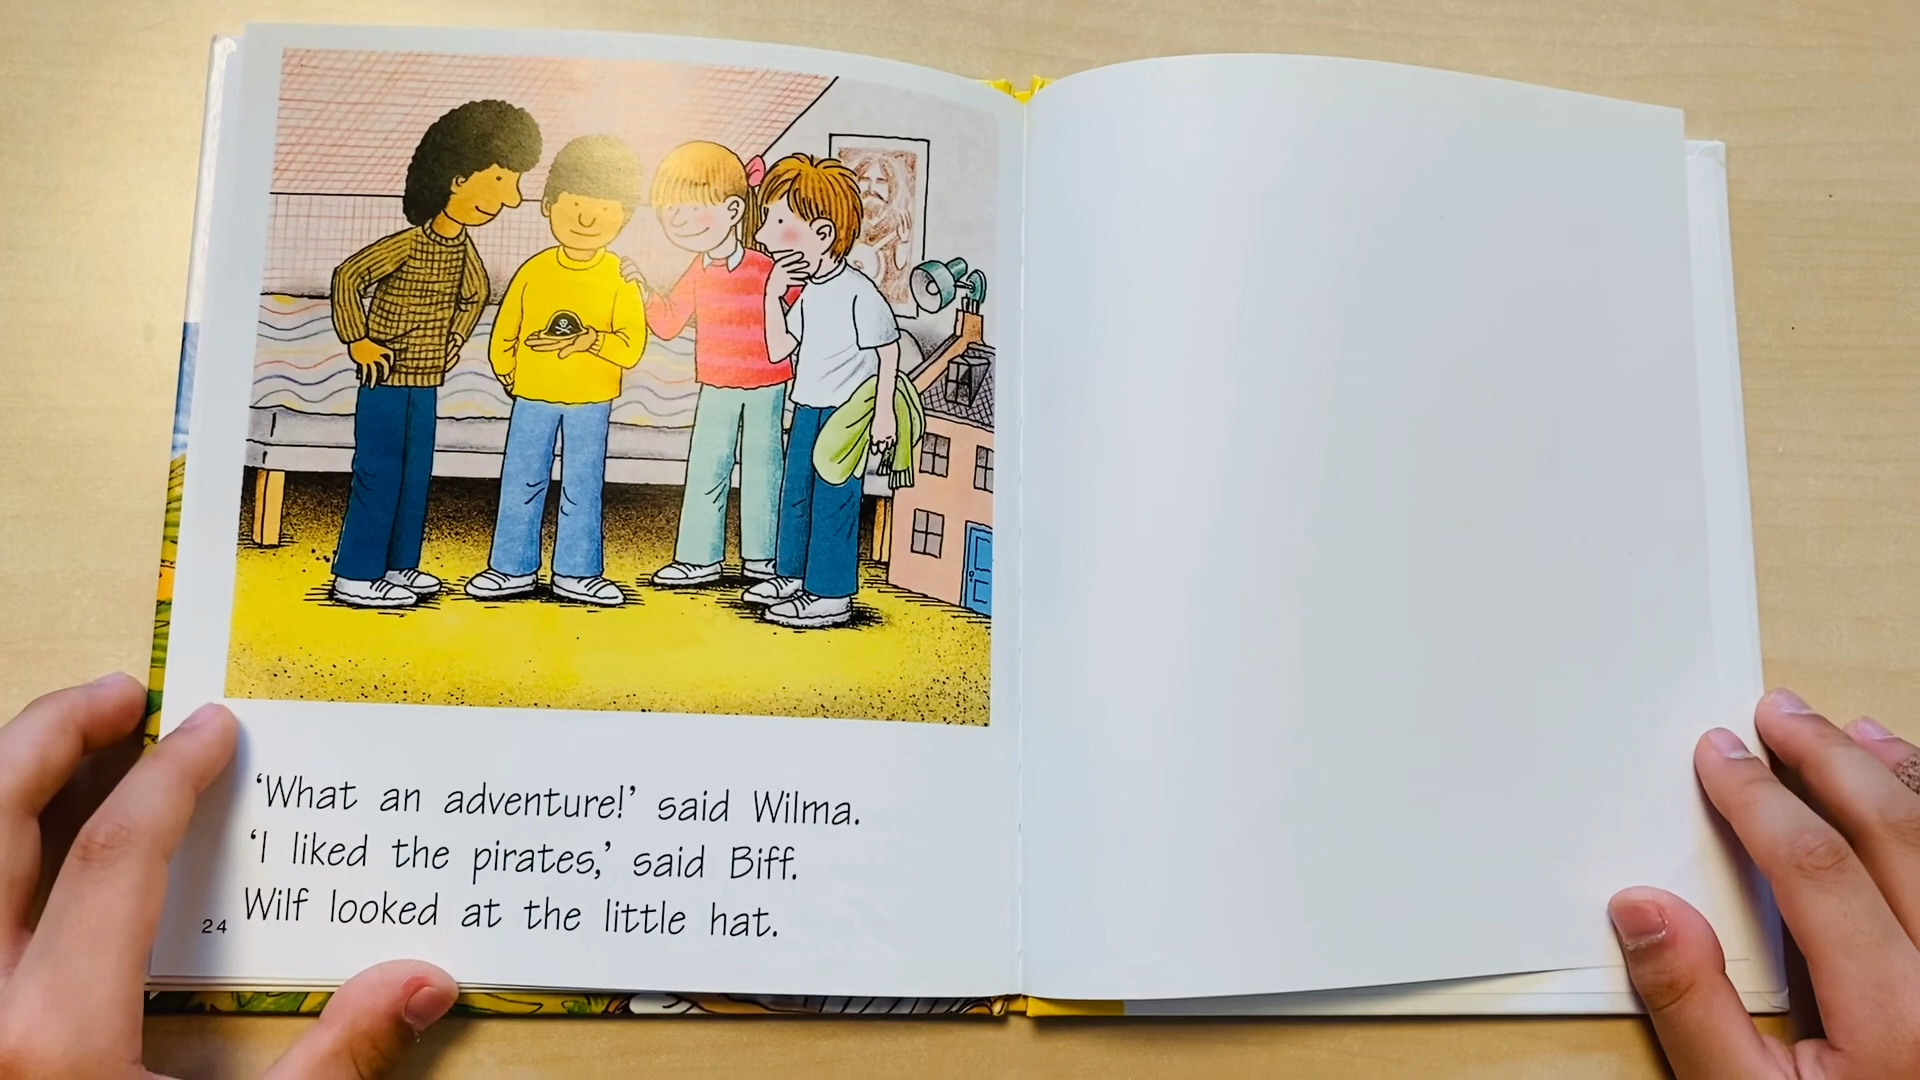 ‘What an adventure!’ said Wilma.
‘I liked the pirates,’ said Biff.
Wilf looked at the little hat.
24